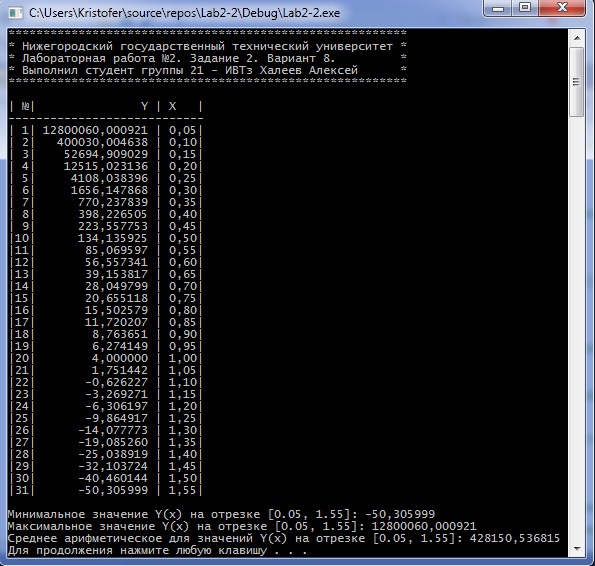 C:\Users\Kristofer\source\repos\Lab2-2\Debug\Lab2-2.exe
***********************************************************
* Нижегородский государственный технический университет *
* Лабораторная работа №2. Задание 2. Вариант 8. *
* Выполнил студент группы 21 - ИВТз Халеев Алексей *
***********************************************************
| №| Y | X |
----------------------------
| 1| 12800060,000921 | 0,05|
| 2| 400030,004638 | 0,10|
| 3| 52694,909029 | 0,15|
| 4| 12515,023136 | 0,20|
| 5| 4108,038396 | 0,25|
| 6| 1656,147868 | 0,30|
| 7| 770,237839 | 0,35|
| 8| 398,226505 | 0,40|
| 9| 223,557753 | 0,45|
|10| 134,135925 | 0,50|
|11| 85,069597 | 0,55|
|12| 56,557341 | 0,60|
|13| 39,153817 | 0,65|
|14| 28,049799 | 0,70|
|15| 20,655118 | 0,75|
|16| 15,502579 | 0,80|
|17| 11,720207 | 0,85|
|18| 8,763651 | 0,90|
|19| 6,274149 | 0,95|
|20| 4,000000 | 1,00|
|21| 1,751442 | 1,05|
|22| -0,626227 | 1,10|
|23| -3,269271 | 1,15|
|24| -6,306197 | 1,20|
|25| -9,864917 | 1,25|
|26| -14,077773 | 1,30|
|27| -19,085260 | 1,35|
|28| -25,038919 | 1,40|
|29| -32,103724 | 1,45|
|30| -40,460144 | 1,50|
|31| -50,305999 | 1,55|
Минимальное значение Y(x) на отрезке [0.05, 1.55]: -50,305999
Максимальное значение Y(x) на отрезке [0.05, 1.55]: 12800060,000921
Среднее арифметическое для значений Y(x) на отрезке [0.05, 1.55]: 428150,536815
Для продолжения нажмите любую клавишу . . .